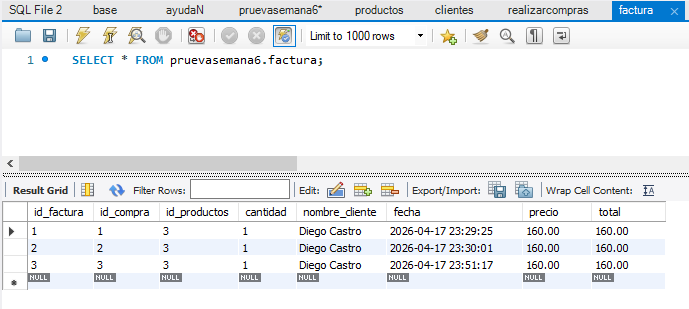 SQL File 2 base ayudaN pruevasemana6* productos clientes realizarcompras factura
Limit to 1000 rows
1 SELECT * FROM pruevasemana6.factura;
Result Grid Filter Rows: Edit: Export/Import: Wrap Cell Content:
id_factura id_compra id_productos cantidad nombre_cliente fecha precio total
1 1 3 1 Diego Castro 2026-04-17 23:29:25 160.00 160.00
2 2 3 1 Diego Castro 2026-04-17 23:30:01 160.00 160.00
3 3 3 1 Diego Castro 2026-04-17 23:51:17 160.00 160.00
NULL NULL NULL NULL NULL NULL NULL NULL